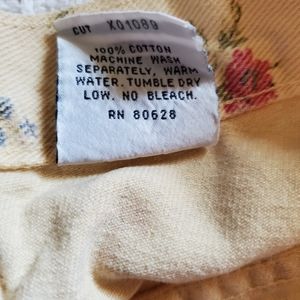 CUT X01089
100% COTTON
MACHINE WASH
SEPARATELY, WARM
WATER. TUMBLE DRY
LOW. NO BLEACH.
RN 80628